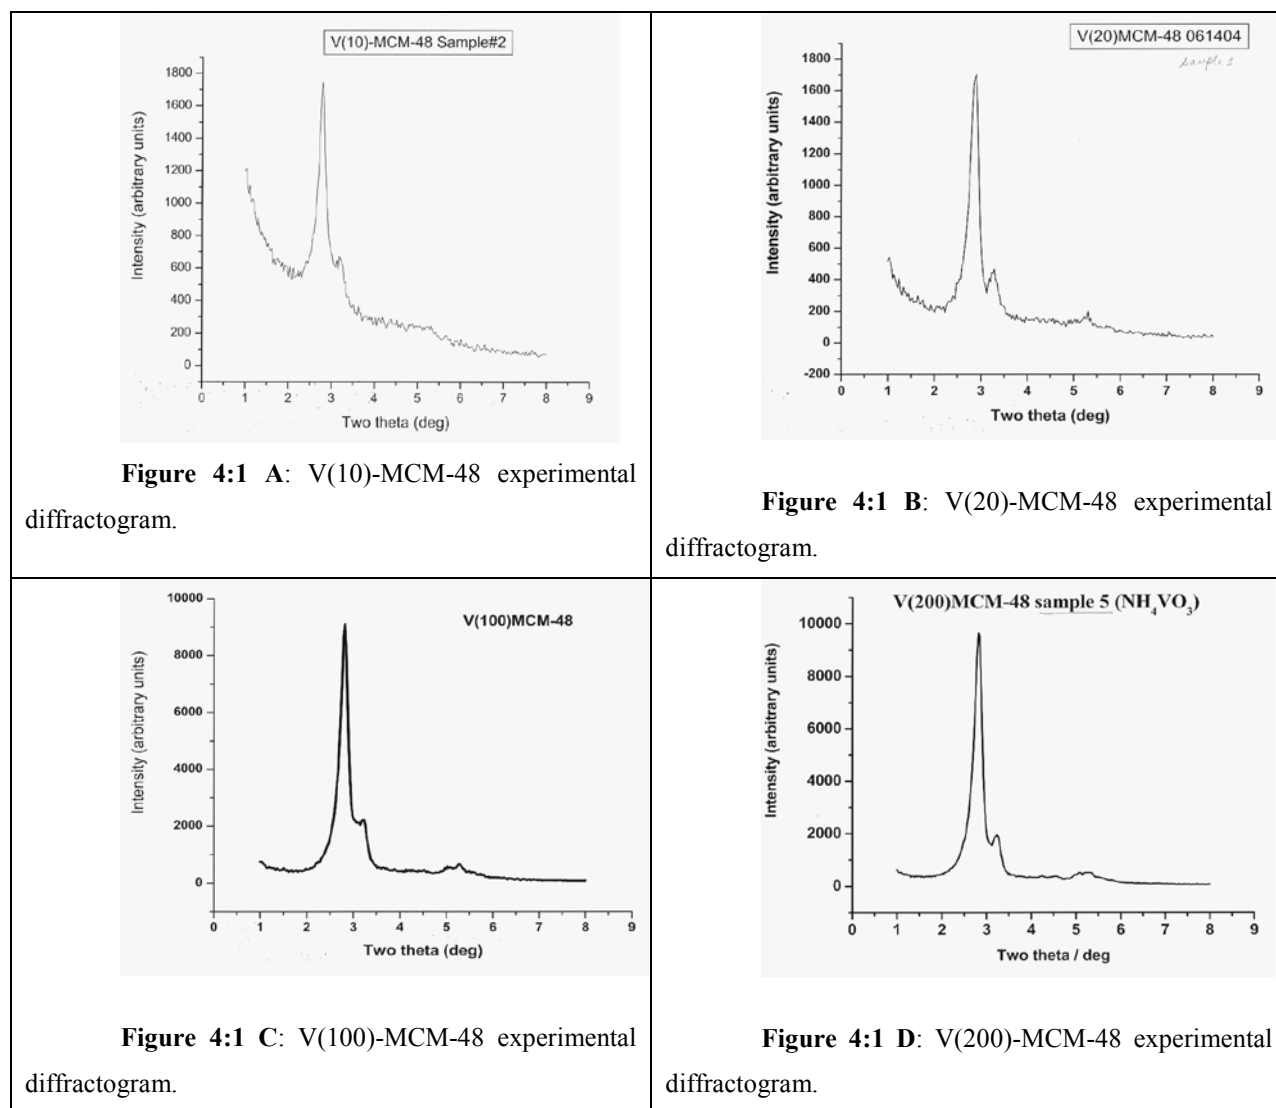 V(10)-MCM-48 Sample#2
Intensity (arbitrary units)
1800
1600
1400
1200
1000
800
600
400
200
0
0 1 2 3 4 5 6 7 8 9
Two theta (deg)
Figure 4:1 A: V(10)-MCM-48 experimental
diffractogram.
V(20)MCM-48 061404
sample 1
Intensity (arbitrary units)
1800
1600
1400
1200
1000
800
600
400
200
0
-200
0 1 2 3 4 5 6 7 8 9
Two theta (deg)
Figure 4:1 B: V(20)-MCM-48 experimental
diffractogram.
V(100)MCM-48
Intensity (arbitrary units)
10000
8000
6000
4000
2000
0
0 1 2 3 4 5 6 7 8 9
Two theta (deg)
Figure 4:1 C: V(100)-MCM-48 experimental
diffractogram.
V(200)MCM-48 sample 5 (NH₄VO₃)
Intensity (arbitrary units)
10000
8000
6000
4000
2000
0
0 1 2 3 4 5 6 7 8 9
Two theta / deg
Figure 4:1 D: V(200)-MCM-48 experimental
diffractogram.